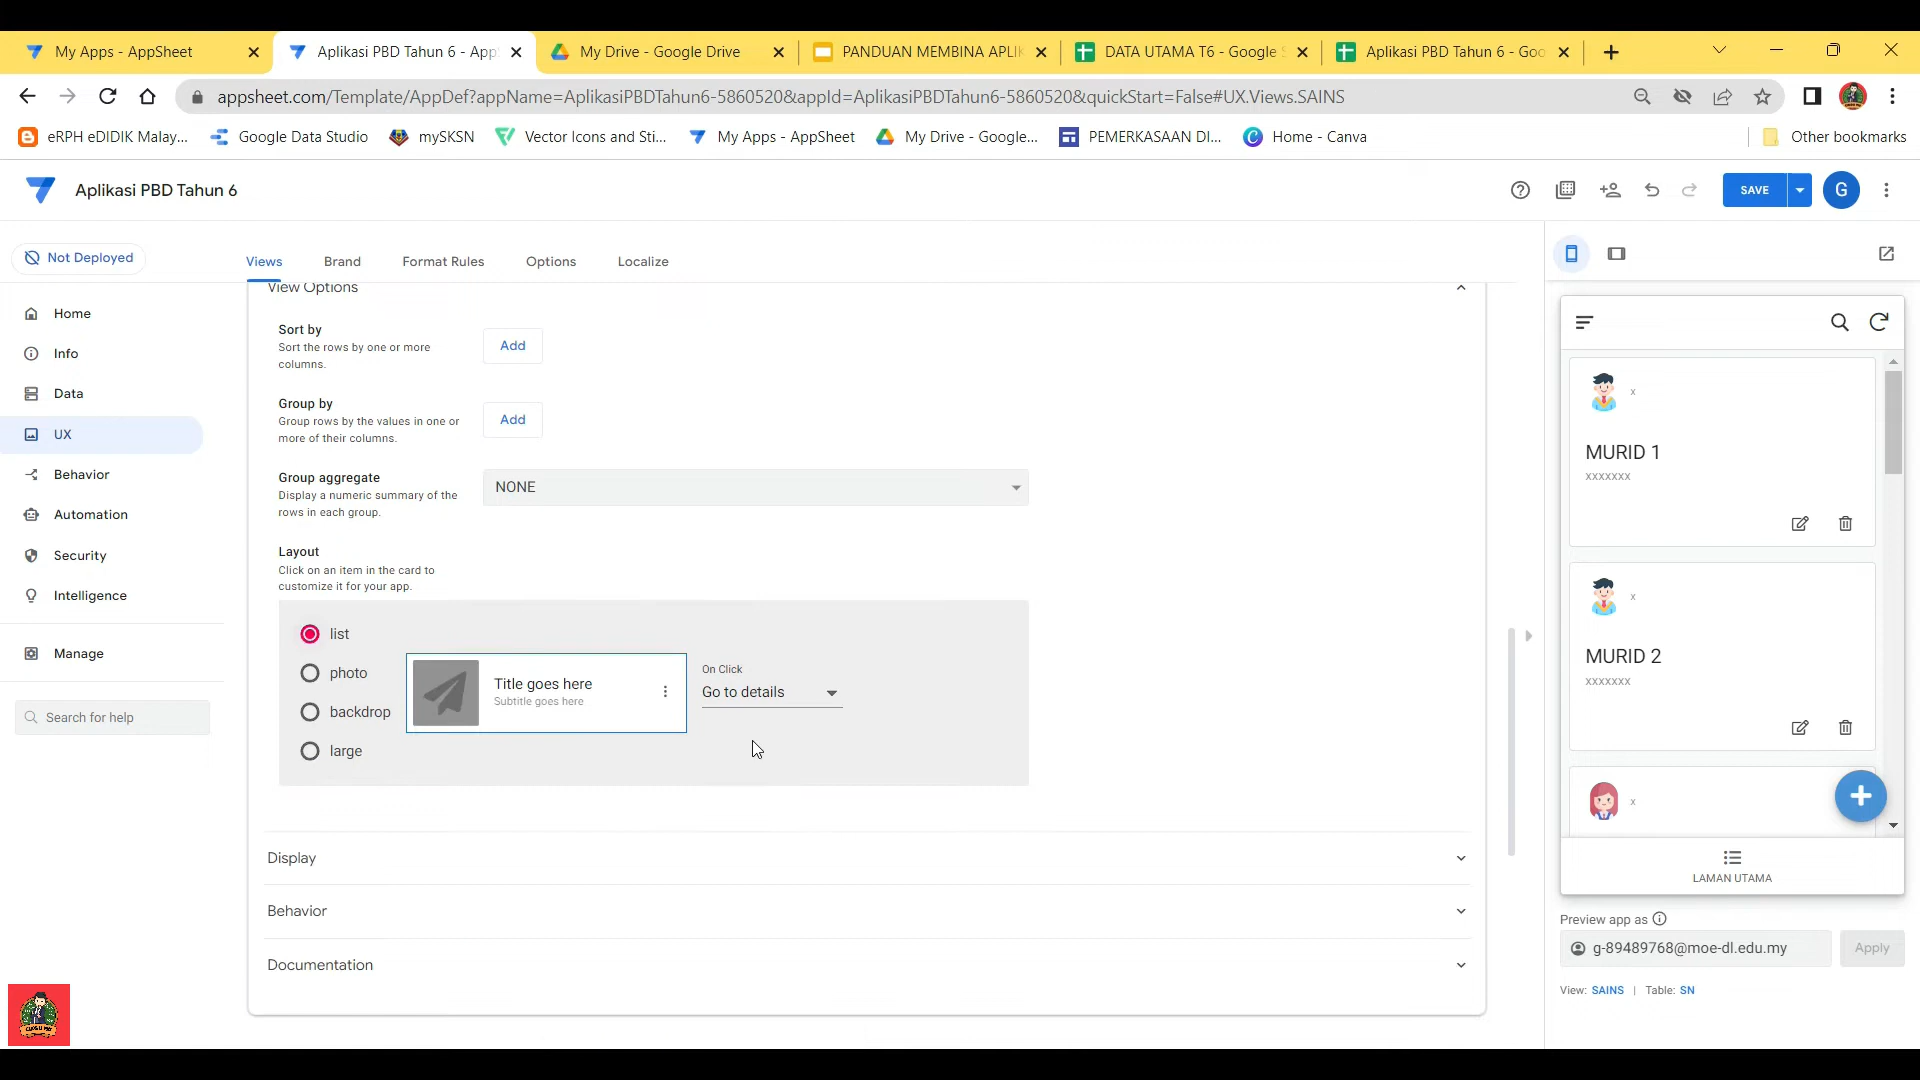 My Apps - AppSheet
Aplikasi PBD Tahun 6 - App
My Drive - Google Drive
PANDUAN MEMBINA APLIK
DATA UTAMA T6 - Google S
Aplikasi PBD Tahun 6 - Goo
appsheet.com/Template/AppDef?appName=AplikasiPBDTahun6-5860520&appId=AplikasiPBDTahun6-5860520&quickStart=False#UX.Views.SAINS
eRPH eDIDIK Malay...
Google Data Studio
mySKSN
Vector Icons and Sti...
My Apps - AppSheet
My Drive - Google...
PEMERKASAAN DI...
Home - Canva
Other bookmarks
Aplikasi PBD Tahun 6
SAVE
G
Not Deployed
Views
Brand
Format Rules
Options
Localize
Home
Info
Data
UX
Behavior
Automation
Security
Intelligence
Manage
Search for help
View Options
Sort by
Sort the rows by one or more
columns.
Add
Group by
Group rows by the values in one or
more of their columns.
Add
Group aggregate
Display a numeric summary of the
rows in each group.
NONE
Layout
Click on an item in the card to
customize it for your app.
list
photo
backdrop
large
Title goes here
Subtitle goes here
On Click
Go to details
Display
Behavior
Documentation
x
MURID 1
xxxxxxx
x
MURID 2
xxxxxxx
x
LAMAN UTAMA
Preview app as
g-89489768@moe-dl.edu.my
Apply
View: SAINS | Table: SN